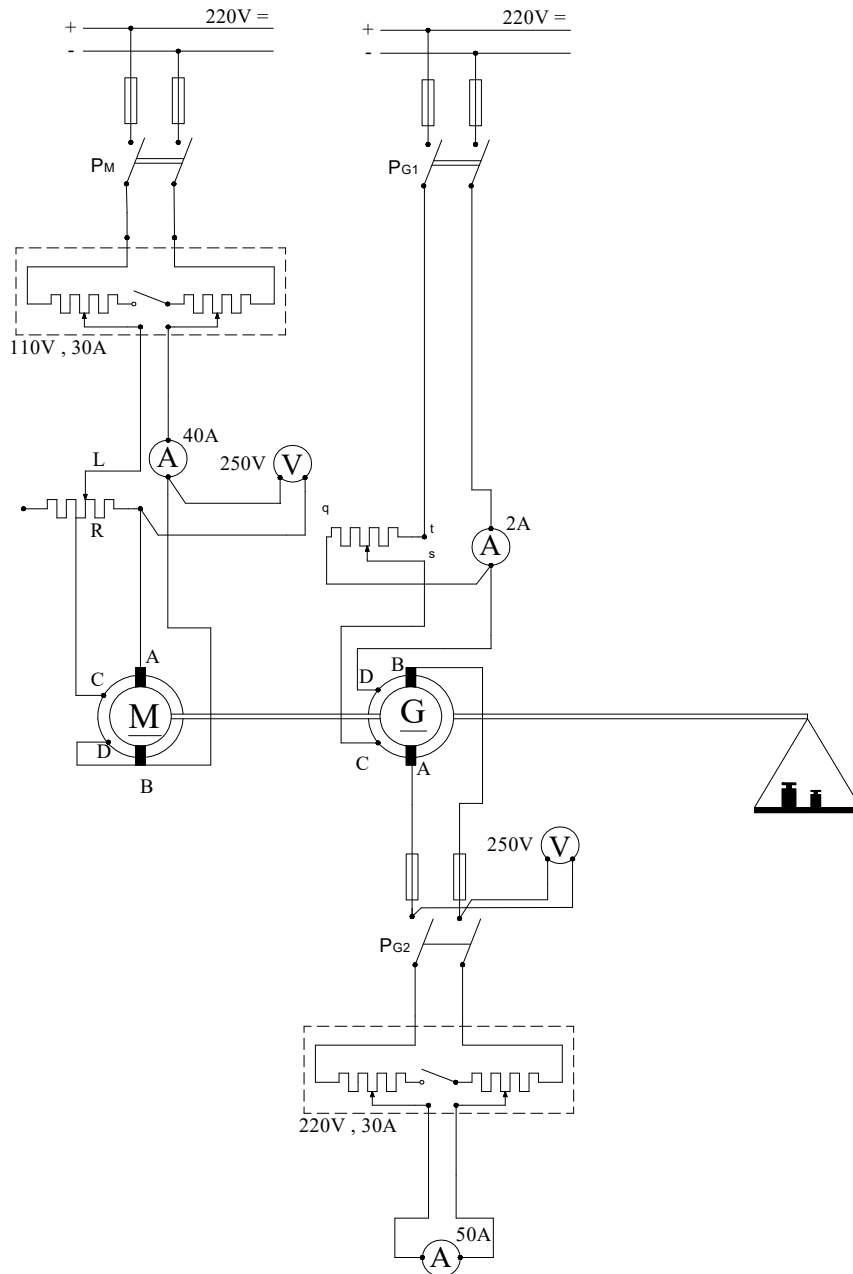 220V =
220V =
+
+
-
-
PM
PG1
110V , 30A
40A
L
A
250V
V
R
q
t
s
2A
A
A
C
M
D
B
D
B
G
C
A
250V
V
PG2
220V , 30A
50A
A